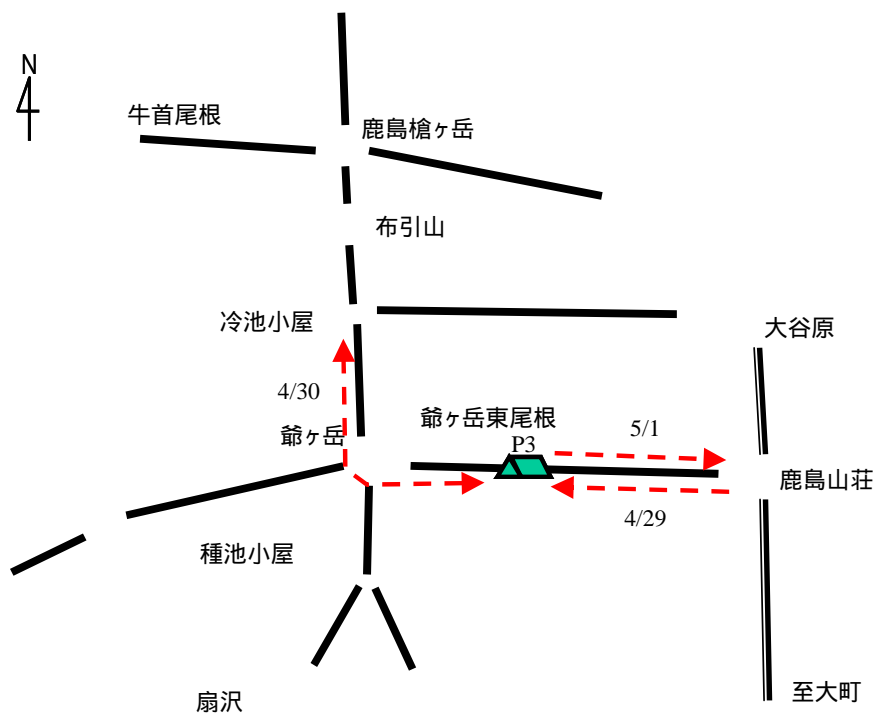 N
牛首尾根
鹿島槍ヶ岳
布引山
冷池小屋
大谷原
4/30
爺ヶ岳
爺ヶ岳東尾根
P3
5/1
鹿島山荘
4/29
種池小屋
扇沢
至大町